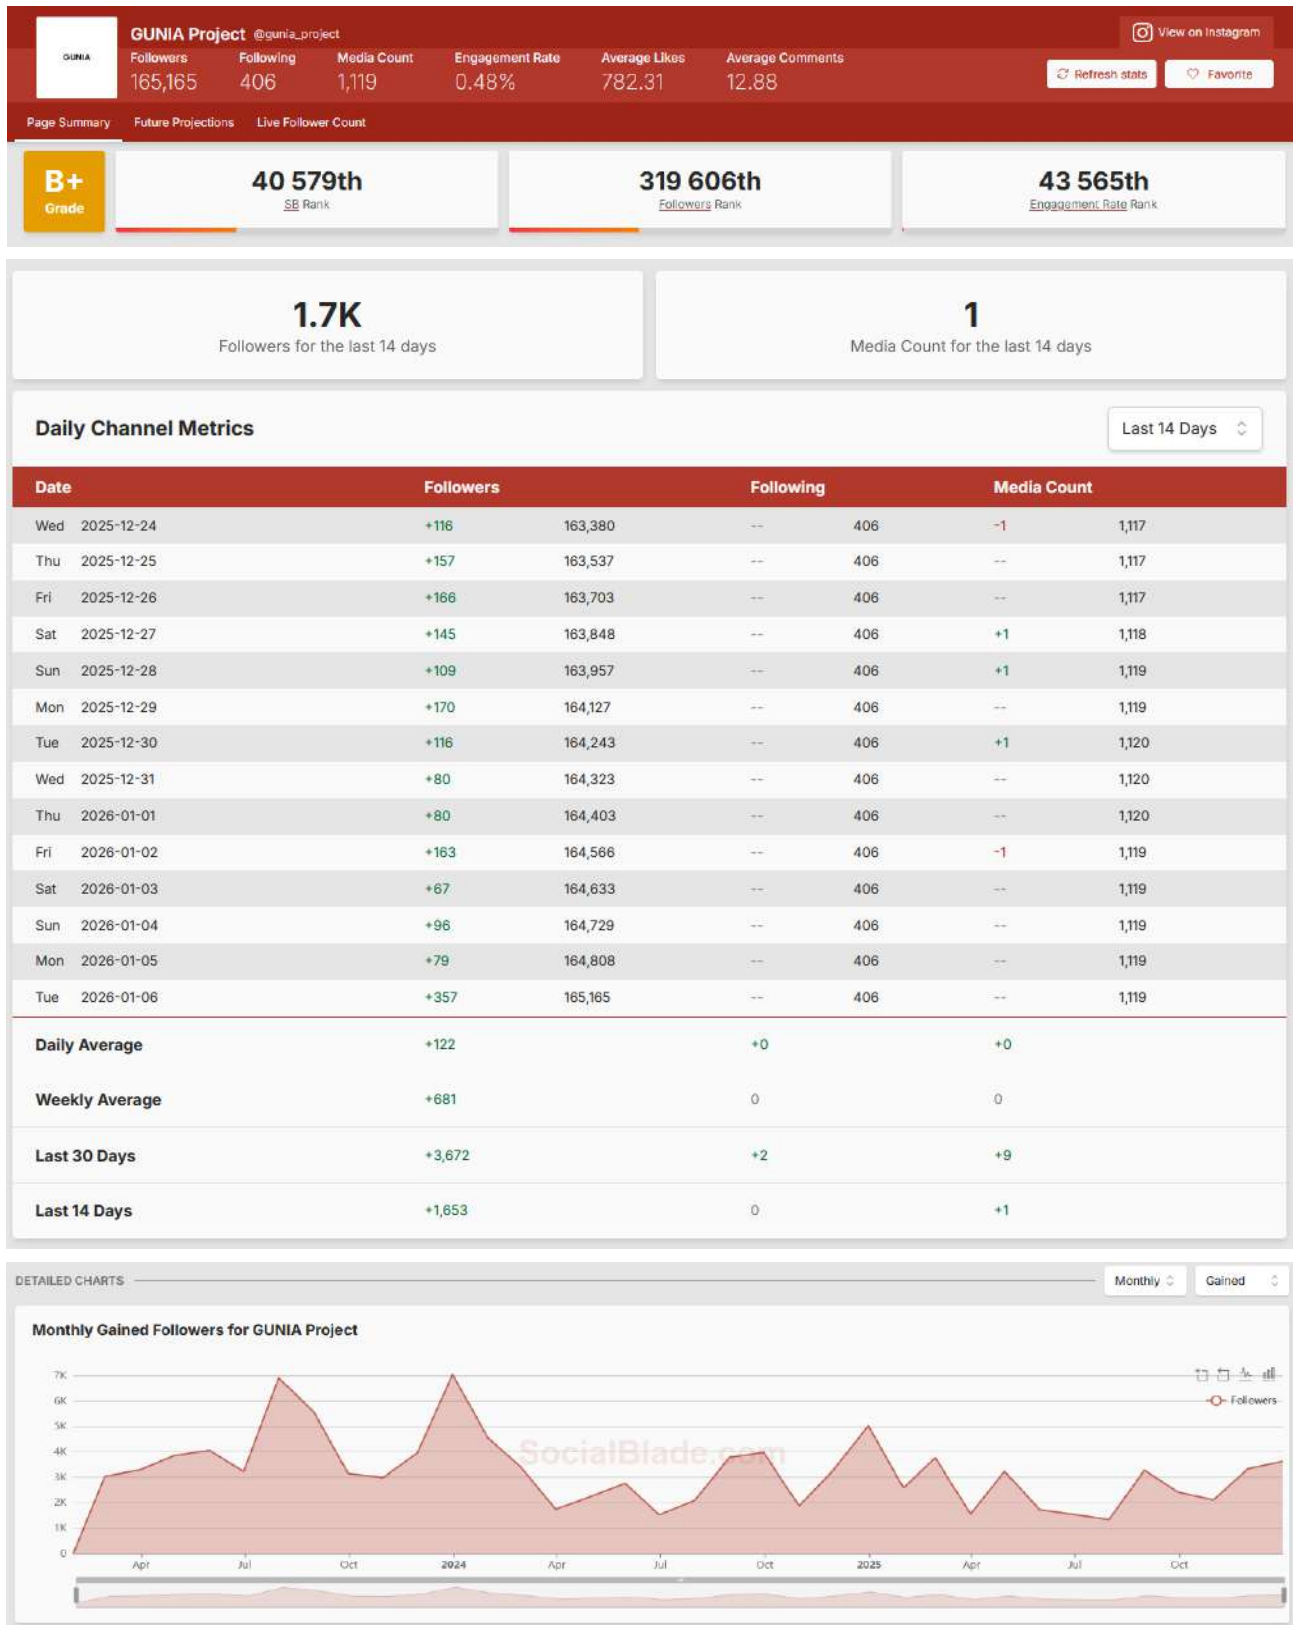 GUNIA
GUNIA Project @gunia_project
View on Instagram
Followers Following Media Count Engagement Rate Average Likes Average Comments
165,165 406 1,119 0.48% 782.31 12.88
Refresh stats Favorite
Page Summary Future Projections Live Follower Count
B+
Grade
40 579th
SB Rank
319 606th
Followers Rank
43 565th
Engagement Rate Rank
1.7K
Followers for the last 14 days
1
Media Count for the last 14 days
Daily Channel Metrics
Last 14 Days
Date Followers Following Media Count
Wed 2025-12-24 +116 163,380 -- 406 -1 1,117
Thu 2025-12-25 +157 163,537 -- 406 -- 1,117
Fri 2025-12-26 +166 163,703 -- 406 -- 1,117
Sat 2025-12-27 +145 163,848 -- 406 +1 1,118
Sun 2025-12-28 +109 163,957 -- 406 +1 1,119
Mon 2025-12-29 +170 164,127 -- 406 -- 1,119
Tue 2025-12-30 +116 164,243 -- 406 +1 1,120
Wed 2025-12-31 +80 164,323 -- 406 -- 1,120
Thu 2026-01-01 +80 164,403 -- 406 -- 1,120
Fri 2026-01-02 +163 164,566 -- 406 -1 1,119
Sat 2026-01-03 +67 164,633 -- 406 -- 1,119
Sun 2026-01-04 +96 164,729 -- 406 -- 1,119
Mon 2026-01-05 +79 164,808 -- 406 -- 1,119
Tue 2026-01-06 +357 165,165 -- 406 -- 1,119
Daily Average +122 +0 +0
Weekly Average +681 0 0
Last 30 Days +3,672 +2 +9
Last 14 Days +1,653 0 +1
DETAILED CHARTS
Monthly Gained
Monthly Gained Followers for GUNIA Project
7K
6K
Followers
5K
4K
SocialBlade.com
3K
2K
1K
0
Apr Jul Oct 2024 Apr Jul Oct 2025 Apr Jul Oct